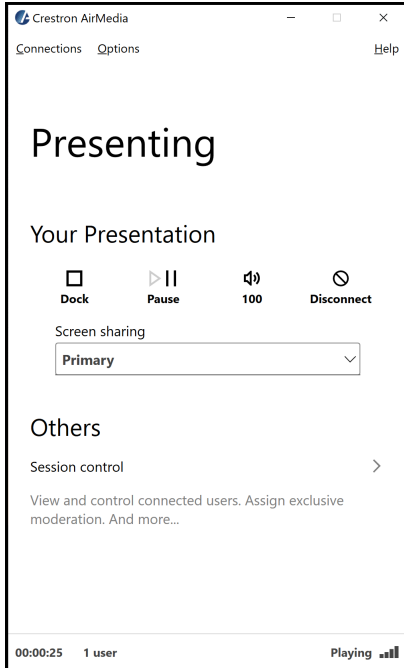 Crestron AirMedia
Connections Options Help
Presenting
Your Presentation
Dock Pause 100 Disconnect
Screen sharing
Primary
Others
Session control
View and control connected users. Assign exclusive
moderation. And more...
00:00:25 1 user Playing